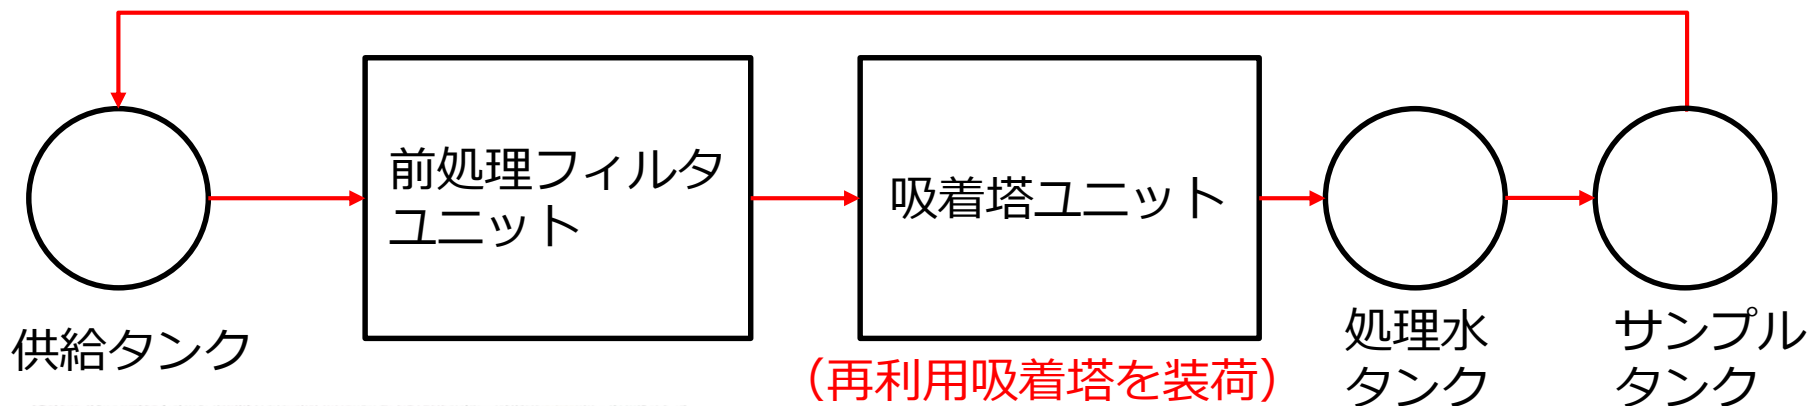 前処理フィルタ
ユニット
吸着塔ユニット
供給タンク
(再利用吸着塔を装荷)
処理水
タンク
サンプル
タンク